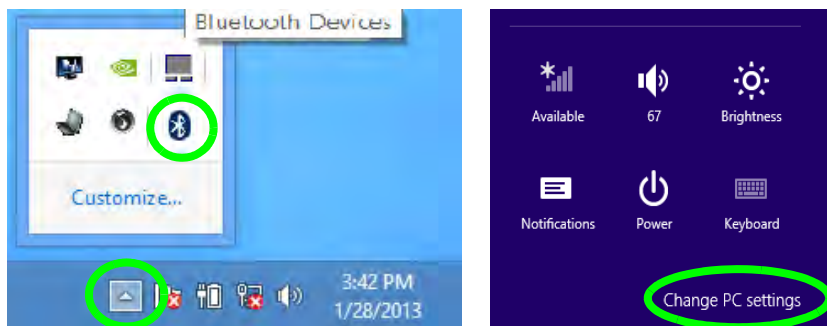 Bluetooth Devices
Customize...
3:42 PM
1/28/2013
Available
67
Brightness
Notifications
Power
Keyboard
Change PC settings